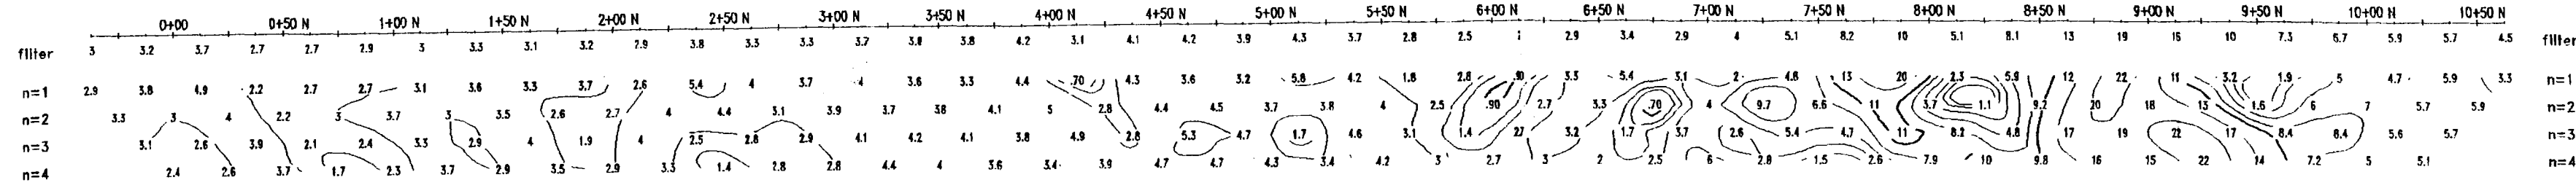 0+00 0+50 N 1+00 N 1+50 N 2+00 N 2+50 N 3+00 N 3+50 N 4+00 N 4+50 N 5+00 N 5+50 N 6+00 N 6+50 N 7+00 N 7+50 N 8+00 N 8+50 N 9+00 N 9+50 N 10+00 N 10+50 N
filter 3 3.2 3.7 2.7 2.7 2.9 3 3.3 3.1 3.2 2.9 3.8 3.3 3.3 3.7 3.8 3.8 4.2 3.1 4.1 4.2 3.9 4.3 3.7 2.8 2.5 2.9 3.4 2.9 4 5.1 8.2 10 5.1 8.1 13 19 15 10 7.3 6.7 5.9 5.7 4.5 filter
n=1 2.9 3.8 4.9 2.2 2.7 2.7 3.1 3.6 3.3 3.7 2.6 5.4 4 3.7 4 3.6 3.3 4.4 .70 4.3 3.6 3.2 5.8 4.2 1.8 2.8 .90 3.3 5.4 3.1 2 4.8 13 20 2.3 5.9 12 22 11 3.2 1.9 5 4.7 5.9 3.3 n=1
n=2 3.3 3 4 2.2 3 3.7 3 3.5 2.6 2.7 4 4.4 3.1 3.9 3.7 38 4.1 5 2.8 4.4 4.5 3.7 3.8 4 2.5 .90 2.7 3.3 .70 4 9.7 6.6 11 3.7 1.1 9.2 20 18 13 1.6 6 7 5.7 5.9 n=2
n=3 3.1 2.6 3.9 2.1 2.4 3.3 2.9 4 1.9 4 2.5 2.8 2.9 4.1 4.2 4.1 3.8 4.9 2.8 5.3 4.7 1.7 4.6 3.1 1.4 27 3.2 1.7 3.7 2.6 5.4 4.7 11 8.2 4.8 17 19 22 17 8.4 8.4 5.6 5.7 n=3
n=4 2.4 2.6 3.7 1.7 2.3 3.7 2.9 3.5 2.9 3.3 1.4 2.8 2.8 4.4 4 3.6 3.4 3.9 4.7 4.7 4.3 3.4 4.2 3 2.7 3 2 2.5 6 2.8 1.5 2.6 7.9 10 9.8 16 15 22 14 7.2 5 5.1 n=4